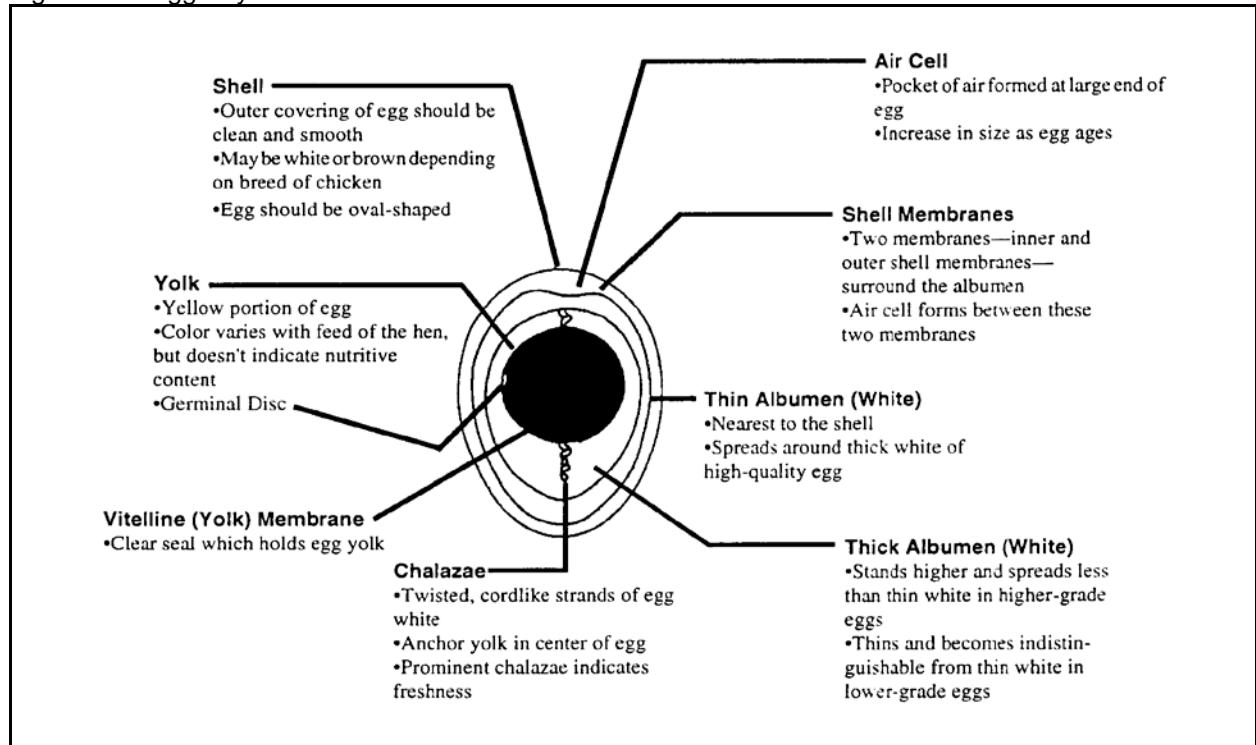 Shell
•Outer covering of egg should be
clean and smooth
•May be white or brown depending
on breed of chicken
•Egg should be oval-shaped
Air Cell
•Pocket of air formed at large end of
egg
•Increase in size as egg ages
Shell Membranes
•Two membranes—inner and
outer shell membranes—
surround the albumen
•Air cell forms between these
two membranes
Yolk
•Yellow portion of egg
•Color varies with feed of the hen,
but doesn't indicate nutritive
content
•Germinal Disc
Thin Albumen (White)
•Nearest to the shell
•Spreads around thick white of
high-quality egg
Vitelline (Yolk) Membrane
•Clear seal which holds egg yolk
Chalazae
•Twisted, cordlike strands of egg
white
•Anchor yolk in center of egg
•Prominent chalazae indicates
freshness
Thick Albumen (White)
•Stands higher and spreads less
than thin white in higher-grade
eggs
•Thins and becomes indistin-
guishable from thin white in
lower-grade eggs